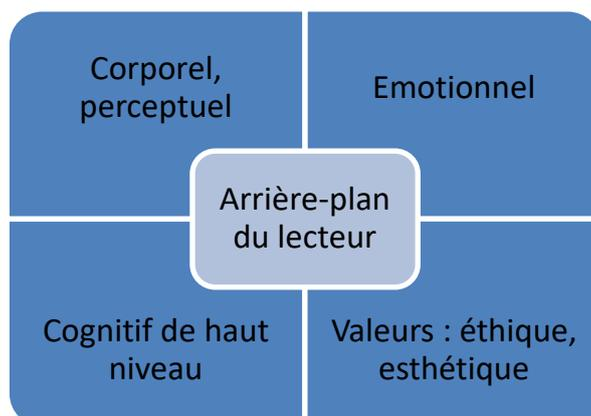 Corporel,
perceptuel
Emotionnel
Arrière-plan
du lecteur
Cognitif de haut
niveau
Valeurs : éthique,
esthétique